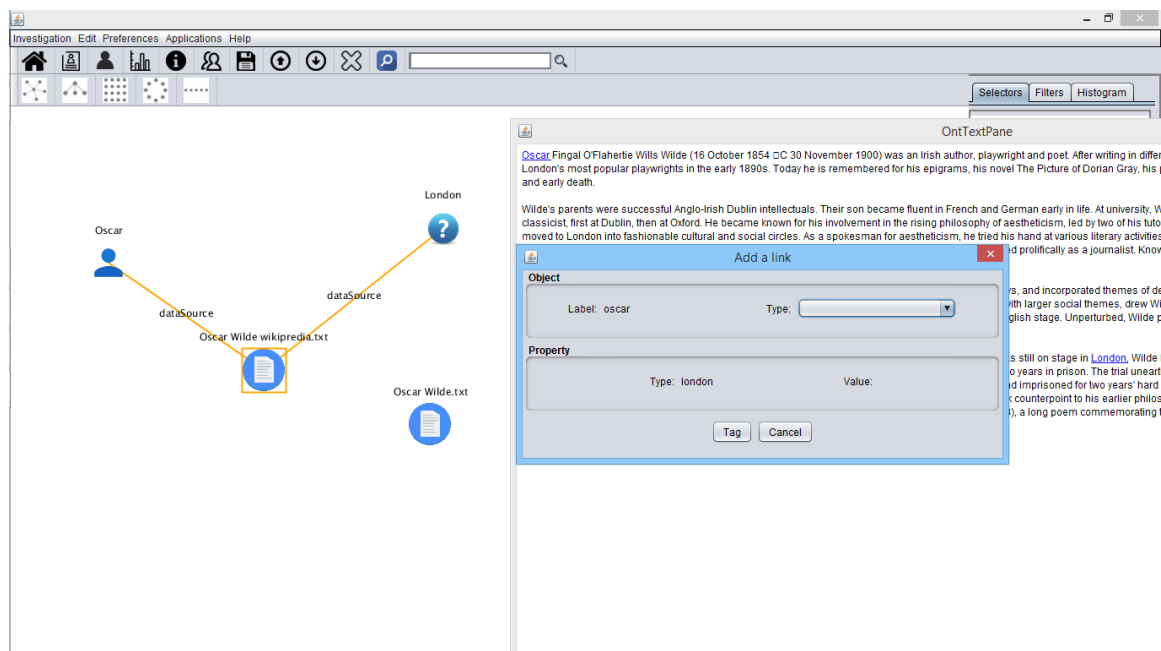 Investigation Edit Preferences Applications Help
Selectors Filters Histogram
OntTextPane
Oscar Fingal O'Flahertie Wills Wilde (16 October 1854 □C 30 November 1900) was an Irish author, playwright and poet. After writing in differ
London's most popular playwrights in the early 1890s. Today he is remembered for his epigrams, his novel The Picture of Dorian Gray, his
and early death.
Wilde's parents were successful Anglo-Irish Dublin intellectuals. Their son became fluent in French and German early in life. At university, W
classicist, first at Dublin, then at Oxford. He became known for his involvement in the rising philosophy of aestheticism, led by two of his tuto
moved to London into fashionable cultural and social circles. As a spokesman for aestheticism, he tried his hand at various literary activities
d prolifically as a journalist. Know
s, and incorporated themes of de
ith larger social themes, drew Wi
glish stage. Unperturbed, Wilde p
s still on stage in London, Wilde
o years in prison. The trial uneart
d imprisoned for two years' hard
counterpoint to his earlier philos
), a long poem commemorating t
Add a link
Object
Label: oscar Type:
Property
Type: london Value:
Tag Cancel
London
?
Oscar
dataSource
dataSource
Oscar Wilde wikipredia.txt
Oscar Wilde.txt